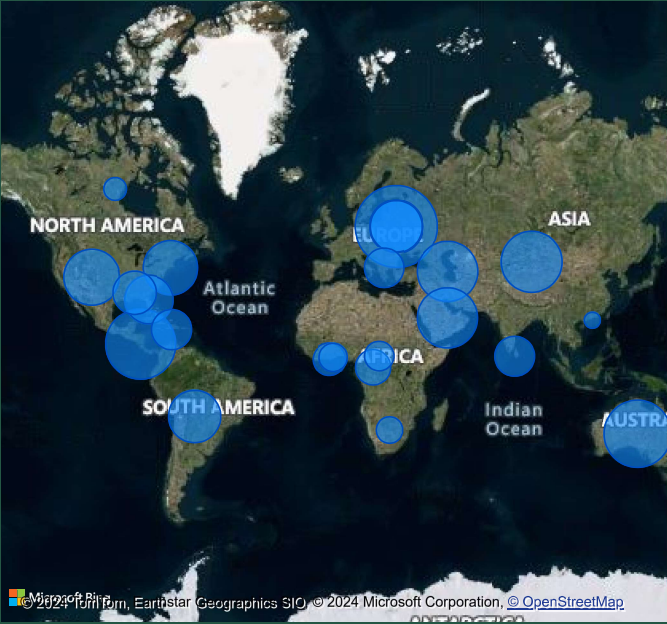 NORTH AMERICA
EUROPE
ASIA
Atlantic
Ocean
AFRICA
SOUTH AMERICA
Indian
Ocean
AUSTRA
Microsoft Bing
© 2024 TomTom, Earthstar Geographics SIO, © 2024 Microsoft Corporation, © OpenStreetMap
ANTARCTICA